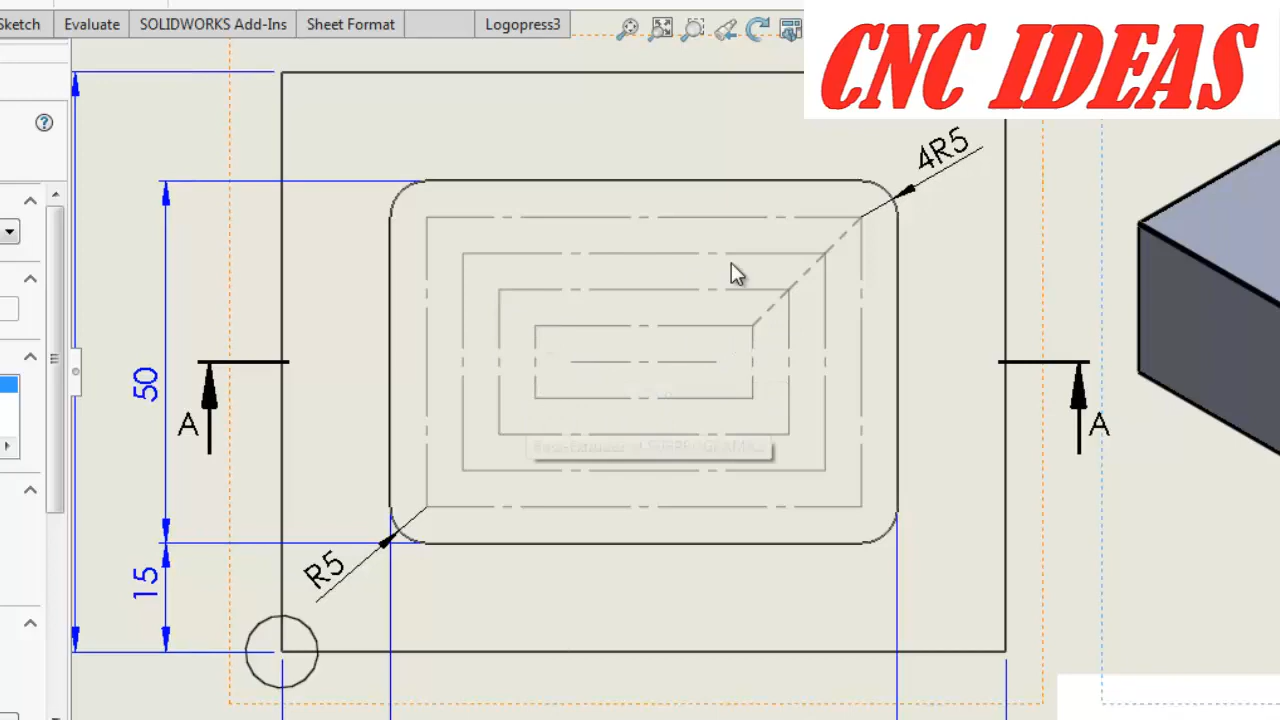 Sketch
Evaluate
SOLIDWORKS Add-Ins
Sheet Format
Logopress3
CNC IDEAS
4R5
50
A
A
15
R5